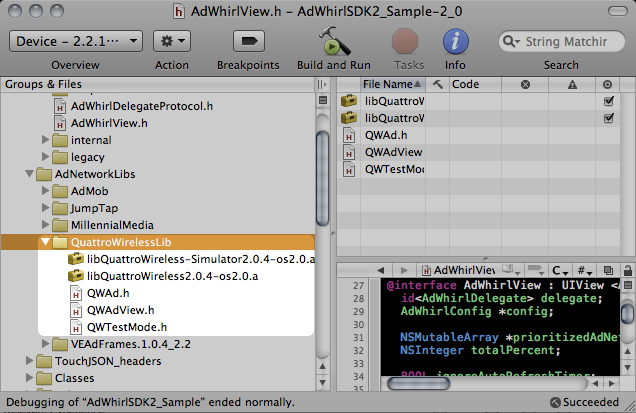 AdWhirlView.h – AdWhirlSDK2_Sample-2_0
Device - 2.2.1...
String Matchir
Overview
Action
Breakpoints
Build and Run
Tasks
Info
Search
Groups & Files
AdWhirlDelegateProtocol.h
AdWhirlView.h
internal
legacy
AdNetworkLibs
AdMob
JumpTap
MillennialMedia
QuattroWirelessLib
libQuattroWireless-Simulator2.0.4-os2.0.a
libQuattroWireless2.0.4-os2.0.a
QWAd.h
QWAdView.h
QWTestMode.h
VEAdFrames.1.0.4_2.2
TouchJSON_headers
Classes
File Name
Code
libQuattroW
libQuattroW
QWAd.h
QWAdView
QWTestMod
AdWhirlView
C
#
27 @interface AdWhirlView : UIView <A
28 id<AdWhirlDelegate> delegate;
29 AdWhirlConfig *config;
30
31 NSMutableArray *prioritizedAdNet
32 NSInteger totalPercent;
33
34 BOOL ignoreAutoRefreshTimer;
Debugging of "AdWhirlSDK2_Sample" ended normally.
Succeeded